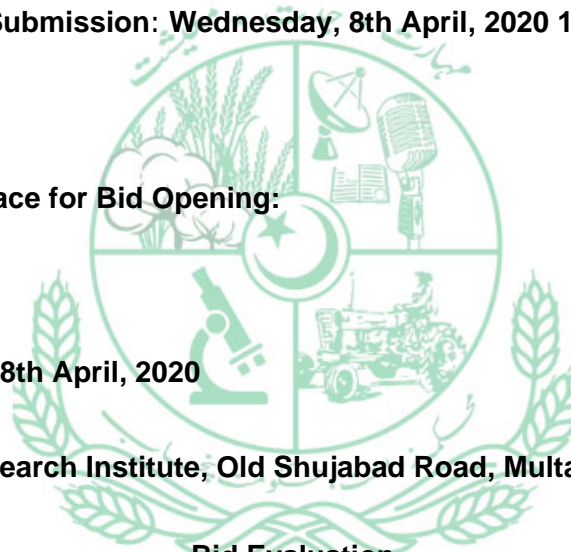 Submission: Wednesday, 8th April, 2020 1
ace for Bid Opening:
8th April, 2020
earch Institute, Old Shujabad Road, Multa
Bid Evaluation